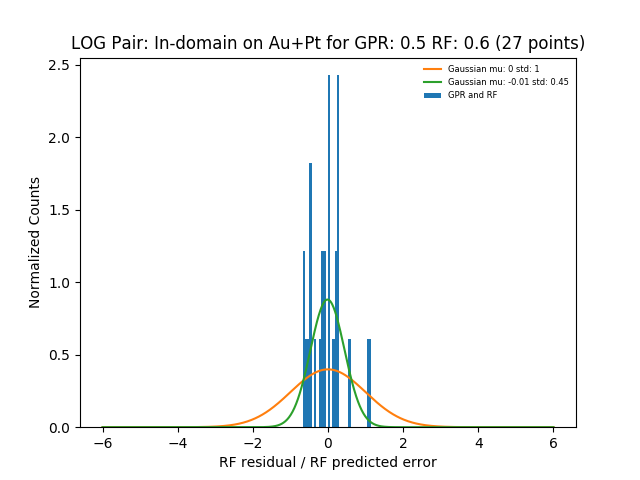 LOG Pair: In-domain on Au+Pt for GPR: 0.5 RF: 0.6 (27 points)
Gaussian mu: 0 std: 1
Gaussian mu: -0.01 std: 0.45
GPR and RF
Normalized Counts
2.5
2.0
1.5
1.0
0.5
0.0
−6 −4 −2 0 2 4 6
RF residual / RF predicted error